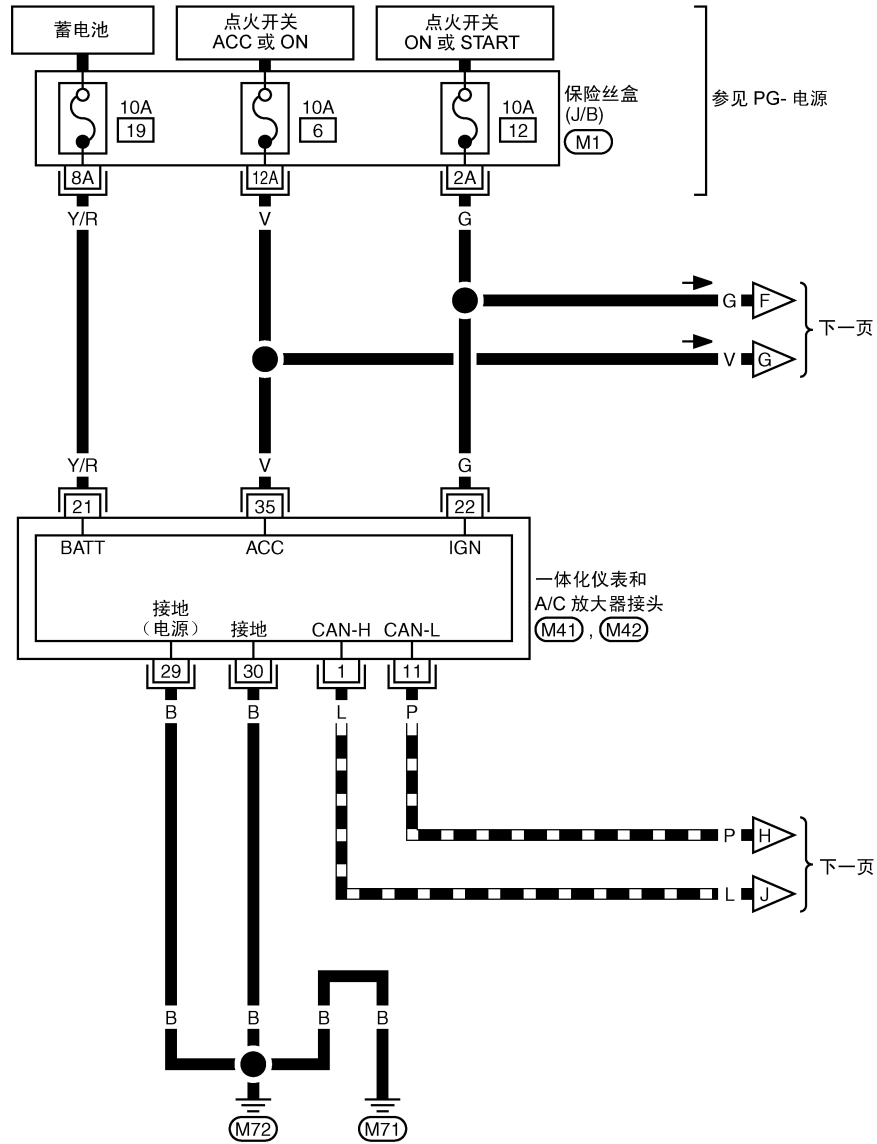 蓄电池
点火开关
ACC 或 ON
点火开关
ON 或 START
10A
19
10A
6
10A
12
保险丝盒
(J/B)
M1
参见 PG- 电源
8A
12A
2A
Y/R
V
G
G
F
下一页
V
G
Y/R
V
G
21
35
22
BATT
ACC
IGN
一体化仪表和
A/C 放大器接头
M41 , M42
接地
（电源）
接地
CAN-H
CAN-L
29
30
1
11
B
B
L
P
P
H
下一页
L
J
B
B
B
B
M72
M71